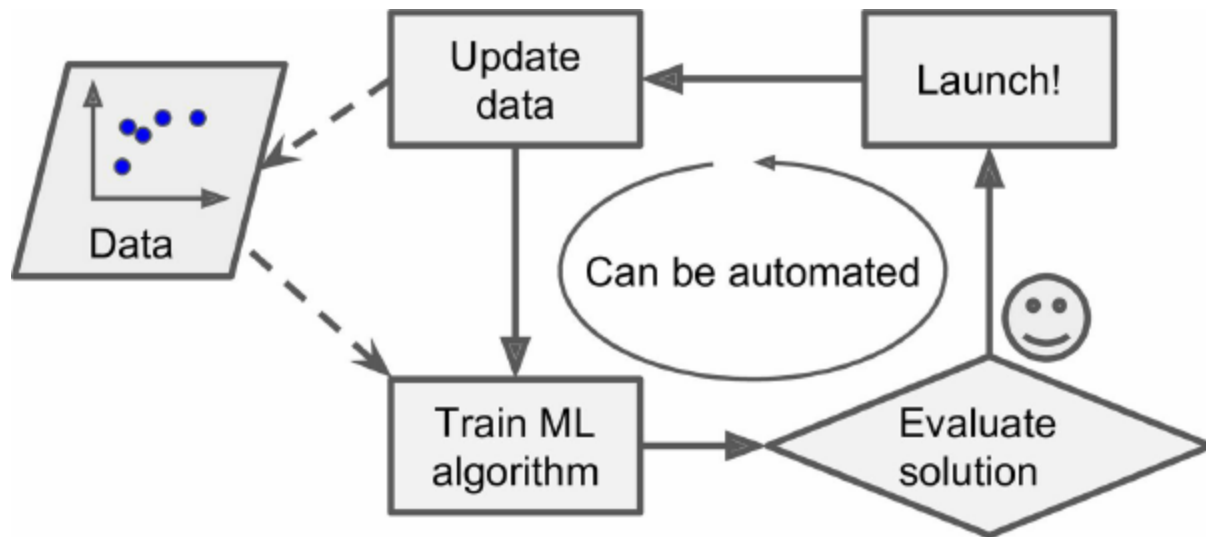 Update
data
Launch!
Data
Can be automated
Train ML
algorithm
Evaluate
solution